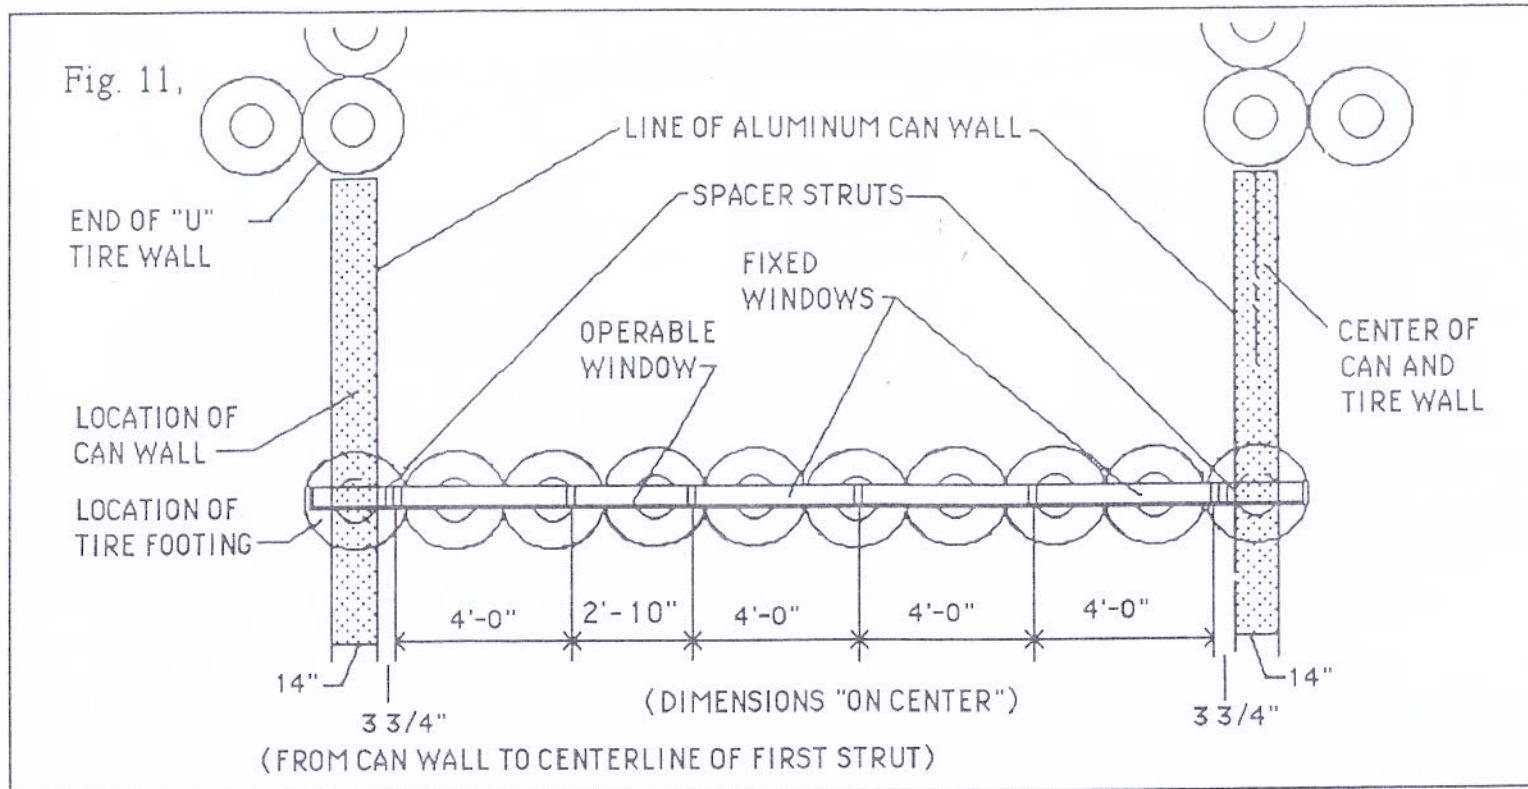 Fig. 11,
LINE OF ALUMINUM CAN WALL
SPACER STRUTS
END OF "U"
TIRE WALL
FIXED
WINDOWS
OPERABLE
WINDOW
CENTER OF
CAN AND
TIRE WALL
LOCATION OF
CAN WALL
LOCATION OF
TIRE FOOTING
4'-0"
2'-10"
4'-0"
4'-0"
4'-0"
14"
14"
3 3/4"
(DIMENSIONS "ON CENTER")
3 3/4"
(FROM CAN WALL TO CENTERLINE OF FIRST STRUT)